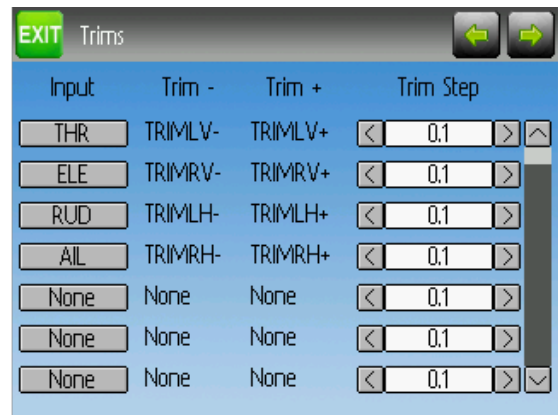 EXIT Trims
Input Trim - Trim + Trim Step
THR TRIMLV- TRIMLV+ < 0.1 >
ELE TRIMRV- TRIMRV+ < 0.1 >
RUD TRIMLH- TRIMLH+ < 0.1 >
AIL TRIMRH- TRIMRH+ < 0.1 >
None None None < 0.1 >
None None None < 0.1 >
None None None < 0.1 >